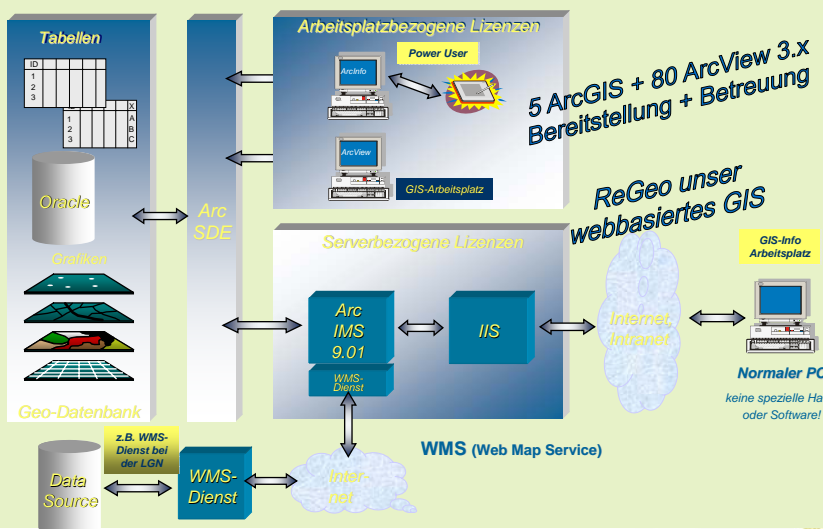 Tabellen
ID
1
2
3
X
1 A
2 B
3 C
Oracle
Grafiken
Geo-Datenbank
Arc
SDE
Arbeitsplatzbezogene Lizenzen
Power User
ArcInfo
ArcView
GIS-Arbeitsplatz
5 ArcGIS + 80 ArcView 3.x
Bereitstellung + Betreuung
ReGeo unser
webbasiertes GIS
Serverbezogene Lizenzen
Arc
IMS
9.01
WMS-
Dienst
IIS
Internet,
Intranet
GIS-Info
Arbeitsplatz
Normaler PC
keine spezielle Ha
oder Software!
z.B. WMS-
Dienst bei
der LGN
Data
Source
WMS-
Dienst
Inter-
net
WMS (Web Map Service)